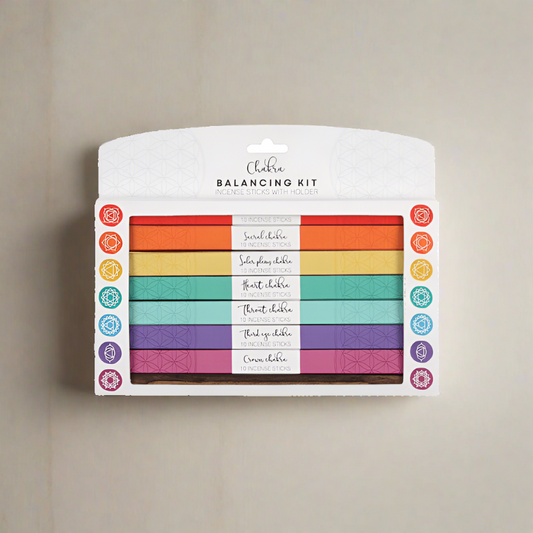 Chakra
BALANCING KIT
INCENSE STICKS WITH HOLDER
10 INCENSE STICKS
Sacral chakra
10 INCENSE STICKS
Solar plexus chakra
10 INCENSE STICKS
Heart chakra
10 INCENSE STICKS
Throat chakra
10 INCENSE STICKS
Third eye chakra
10 INCENSE STICKS
Crown chakra
10 INCENSE STICKS